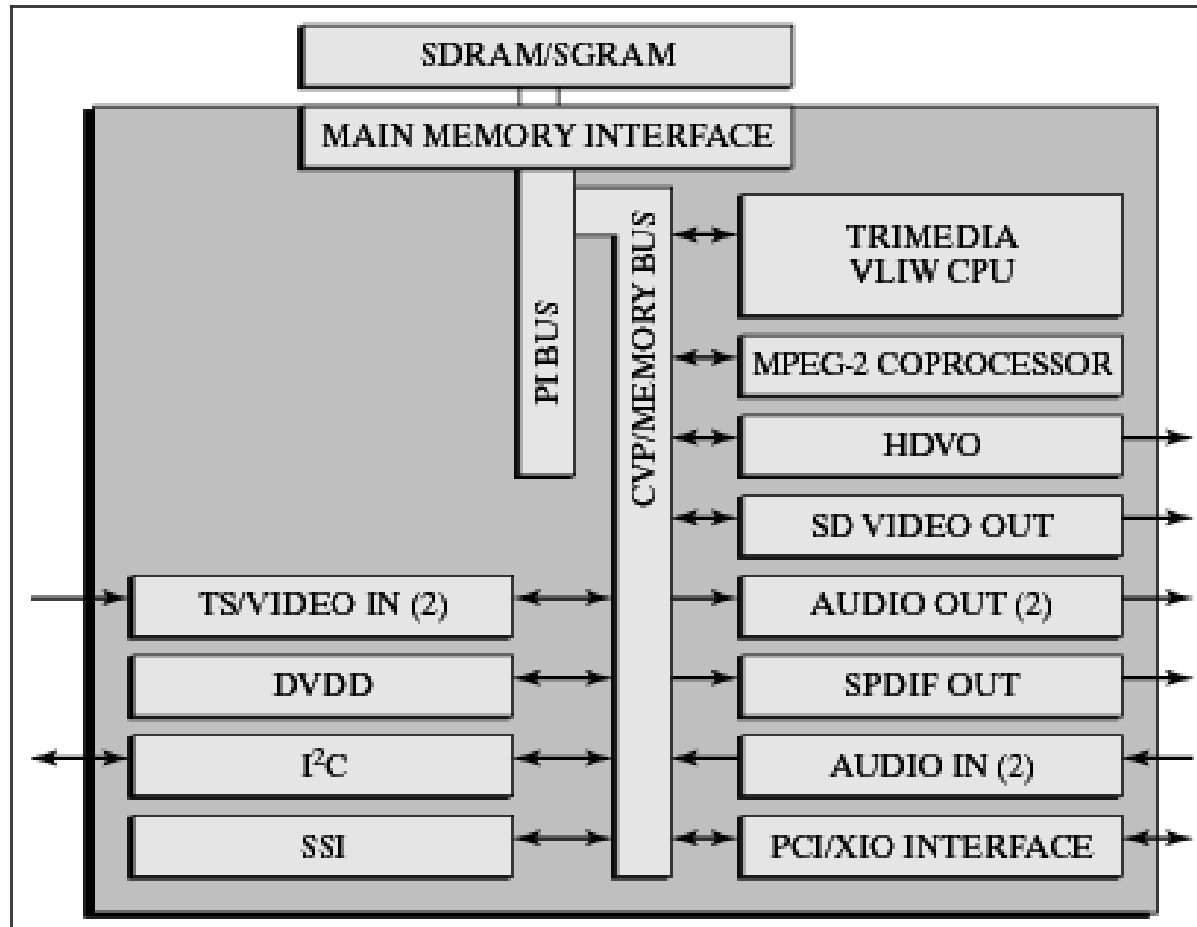 SDRAM/SGRAM
MAIN MEMORY INTERFACE
PI BUS
CVP/MEMORY BUS
TRIMEDIA
VLIW CPU
MPEG-2 COPROCESSOR
HDVO
SD VIDEO OUT
TS/VIDEO IN (2)
AUDIO OUT (2)
DVDD
SPDIF OUT
I²C
AUDIO IN (2)
SSI
PCI/XIO INTERFACE